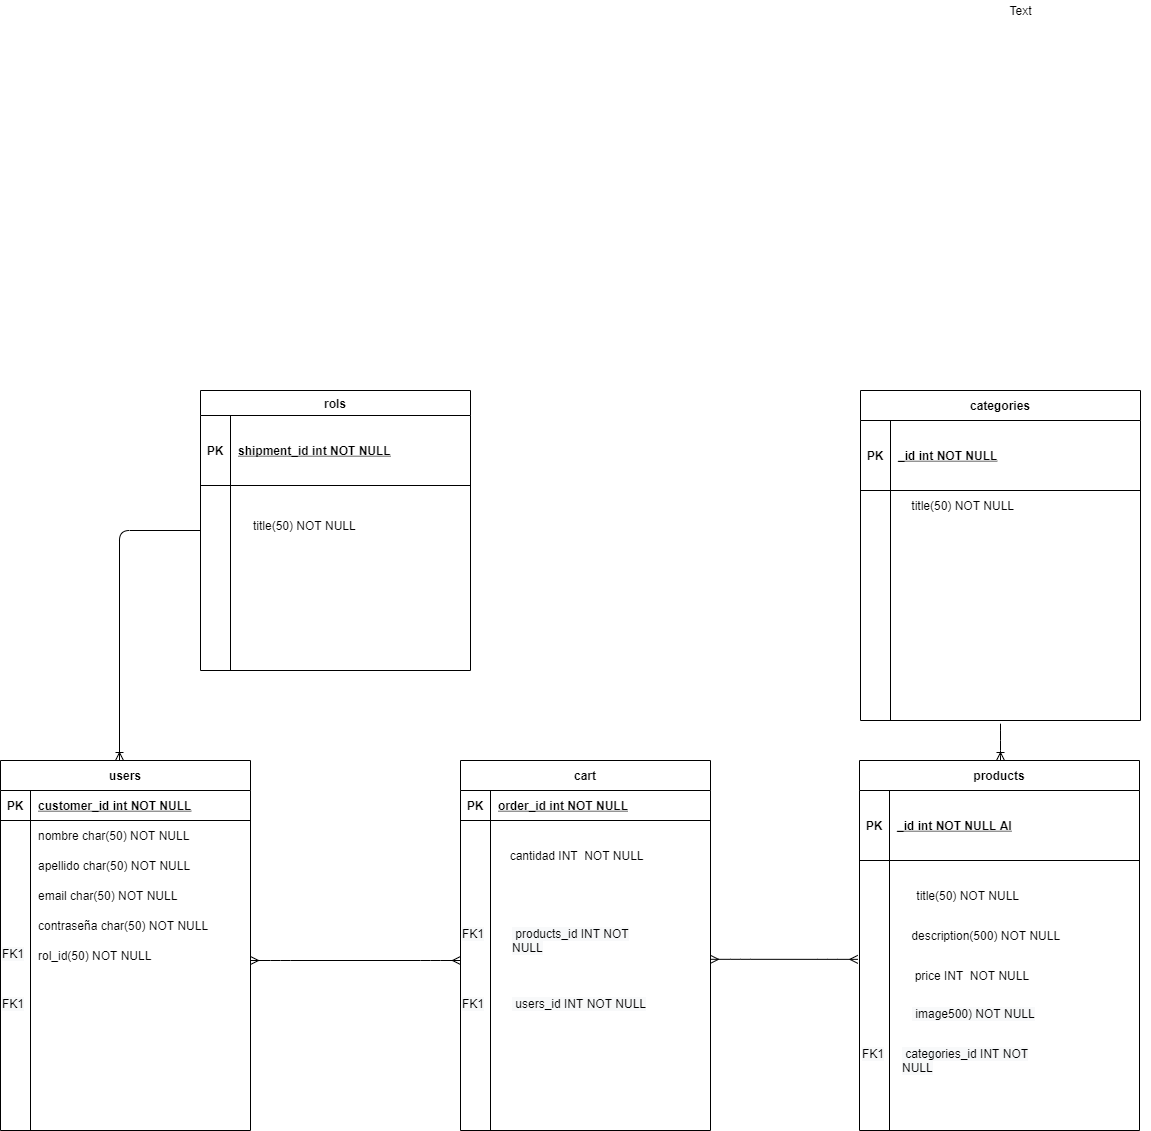 Text
rols
PK
shipment_id int NOT NULL
title(50) NOT NULL
categories
PK
_id int NOT NULL
title(50) NOT NULL
users
PK
customer_id int NOT NULL
nombre char(50) NOT NULL
apellido char(50) NOT NULL
email char(50) NOT NULL
contraseña char(50) NOT NULL
FK1
rol_id(50) NOT NULL
FK1
cart
PK
order_id int NOT NULL
cantidad INT  NOT NULL
FK1
products_id INT NOT
NULL
FK1
users_id INT NOT NULL
products
PK
_id int NOT NULL AI
title(50) NOT NULL
description(500) NOT NULL
price INT  NOT NULL
image500) NOT NULL
FK1
categories_id INT NOT
NULL